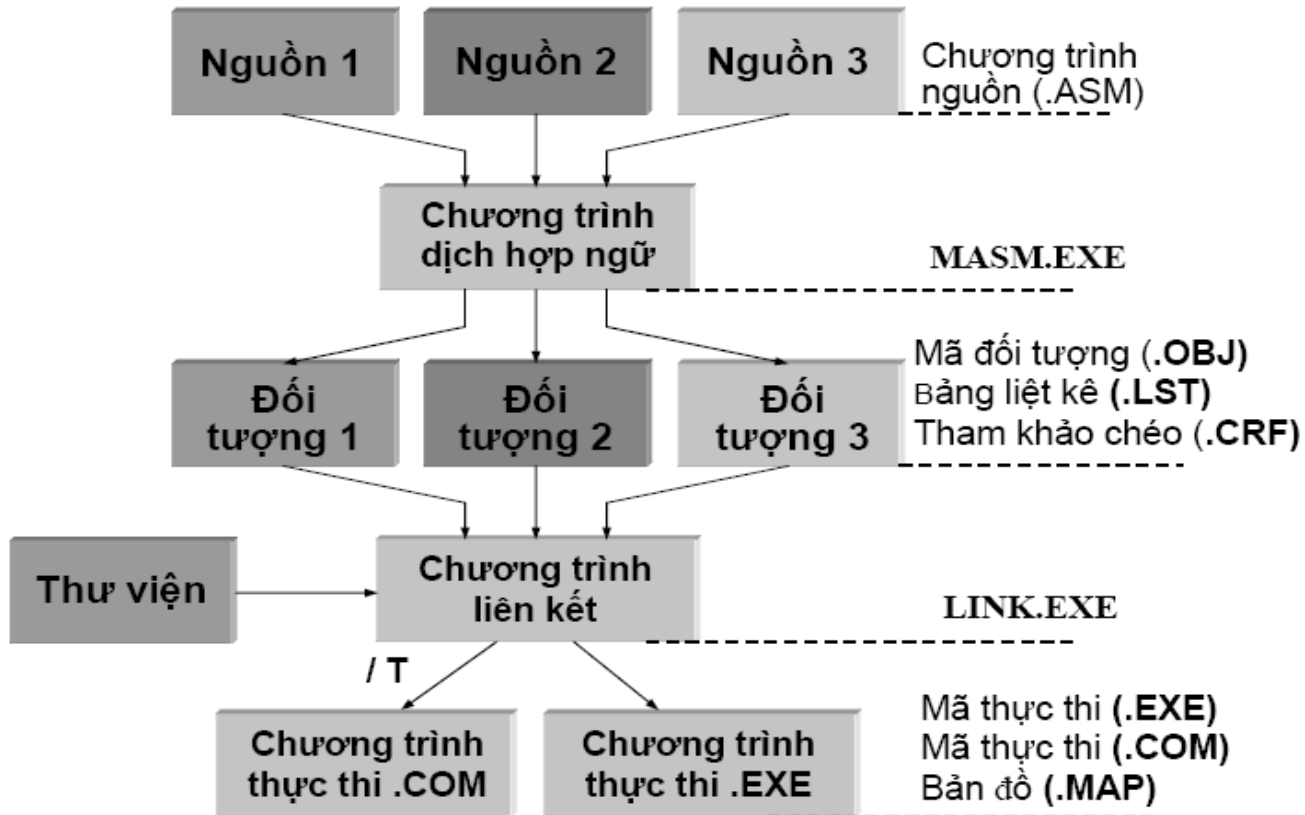 Nguồn 1
Nguồn 2
Nguồn 3
Chương trình
nguồn (.ASM)
Chương trình
dịch hợp ngữ
MASM.EXE
Đối
tượng 1
Đối
tượng 2
Đối
tượng 3
Mã đối tượng (.OBJ)
Bảng liệt kê (.LST)
Tham khảo chéo (.CRF)
Thư viện
Chương trình
liên kết
LINK.EXE
/ T
Chương trình
thực thi .COM
Chương trình
thực thi .EXE
Mã thực thi (.EXE)
Mã thực thi (.COM)
Bản đồ (.MAP)